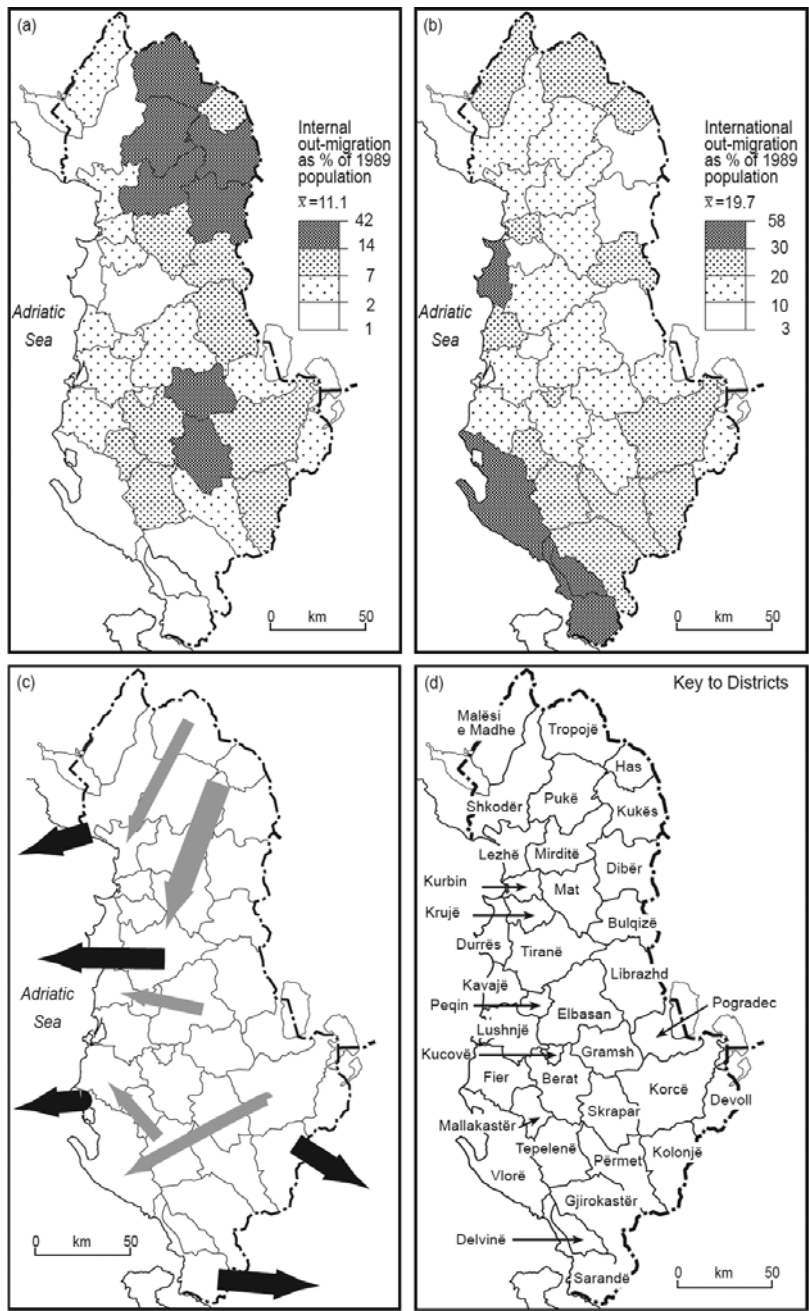 (a)
Internal
out-migration
as % of 1989
population
x̄=11.1
42
14
7
2
1
Adriatic
Sea
0 km 50
(b)
International
out-migration
as % of 1989
population
x̄=19.7
58
30
20
10
3
Adriatic
Sea
0 km 50
(c)
Adriatic
Sea
0 50
km
(d) Key to Districts
Malësi
e Madhe
Tropojë
Has
Shkodër
Pukë
Kukës
Lezhë
Mirditë
Dibër
Kurbin
Mat
Krujë
Bulqizë
Durrës
Tiranë
Librazhd
Kavajë
Pogradec
Peqin
Elbasan
Lushnjë
Kucovë
Gramsh
Fier
Berat
Korcë
Devoll
Skrapar
Mallakastër
Tepelenë
Kolonjë
Përmet
Vlorë
Gjirokastër
Delvinë
Sarandë
0 km 50